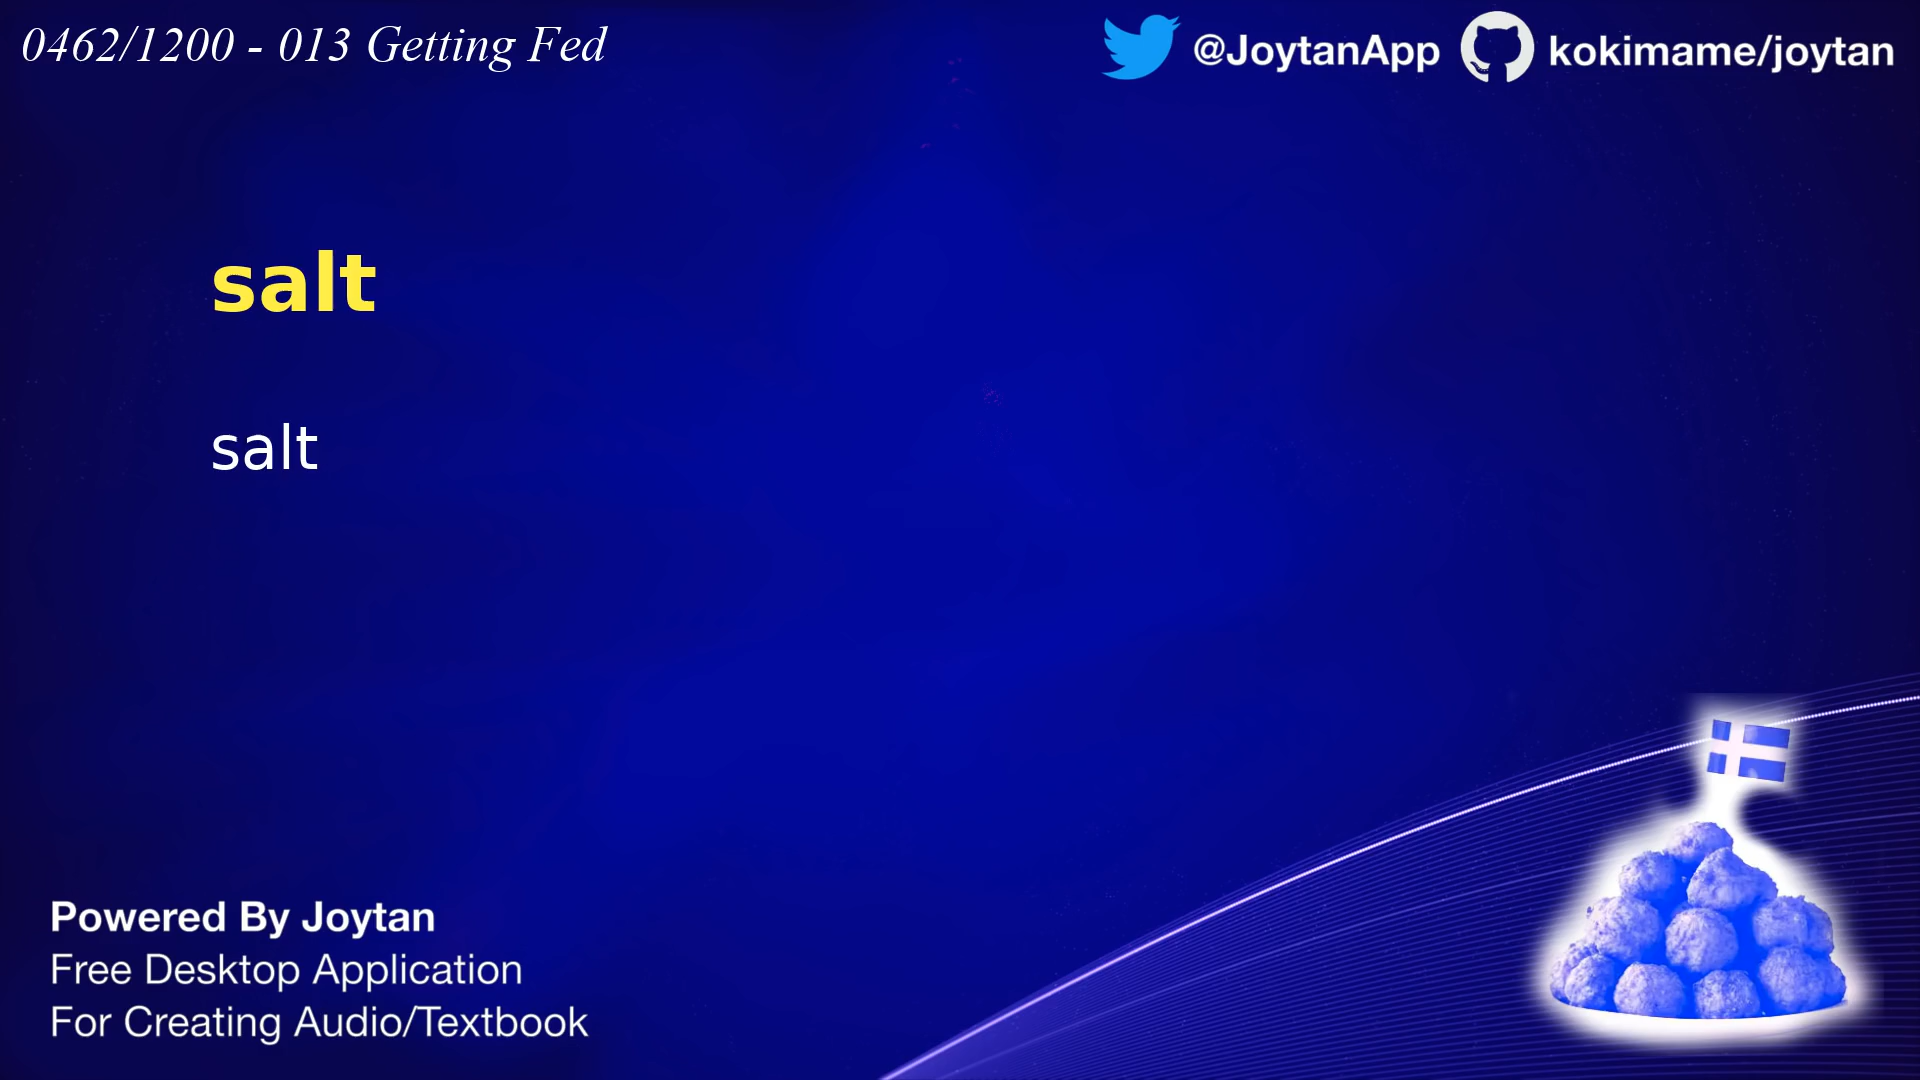 0462/1200 - 013 Getting Fed
@JoytanApp
kokimame/joytan
salt
salt
Powered By Joytan
Free Desktop Application
For Creating Audio/Textbook